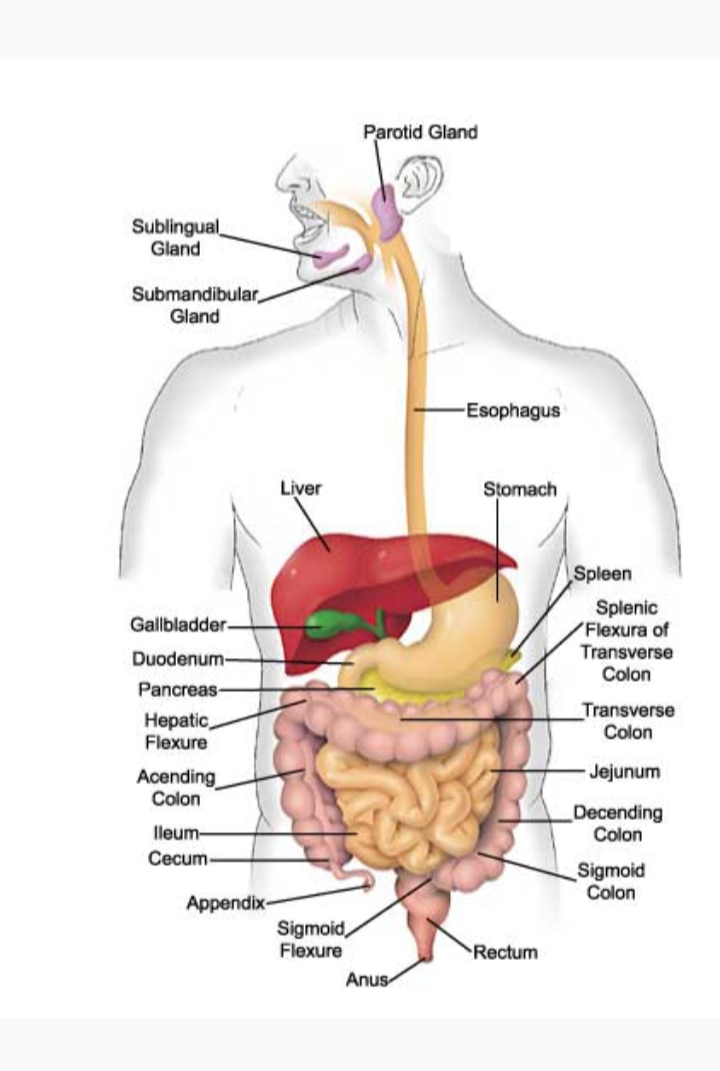 Parotid Gland
Sublingual
Gland
Submandibular
Gland
Esophagus
Liver
Stomach
Spleen
Splenic
Flexura of
Transverse
Colon
Gallbladder
Duodenum
Pancreas
Hepatic
Flexure
Transverse
Colon
Acending
Colon
Jejunum
Ileum
Decending
Colon
Cecum
Sigmoid
Colon
Appendix
Sigmoid
Flexure
Rectum
Anus